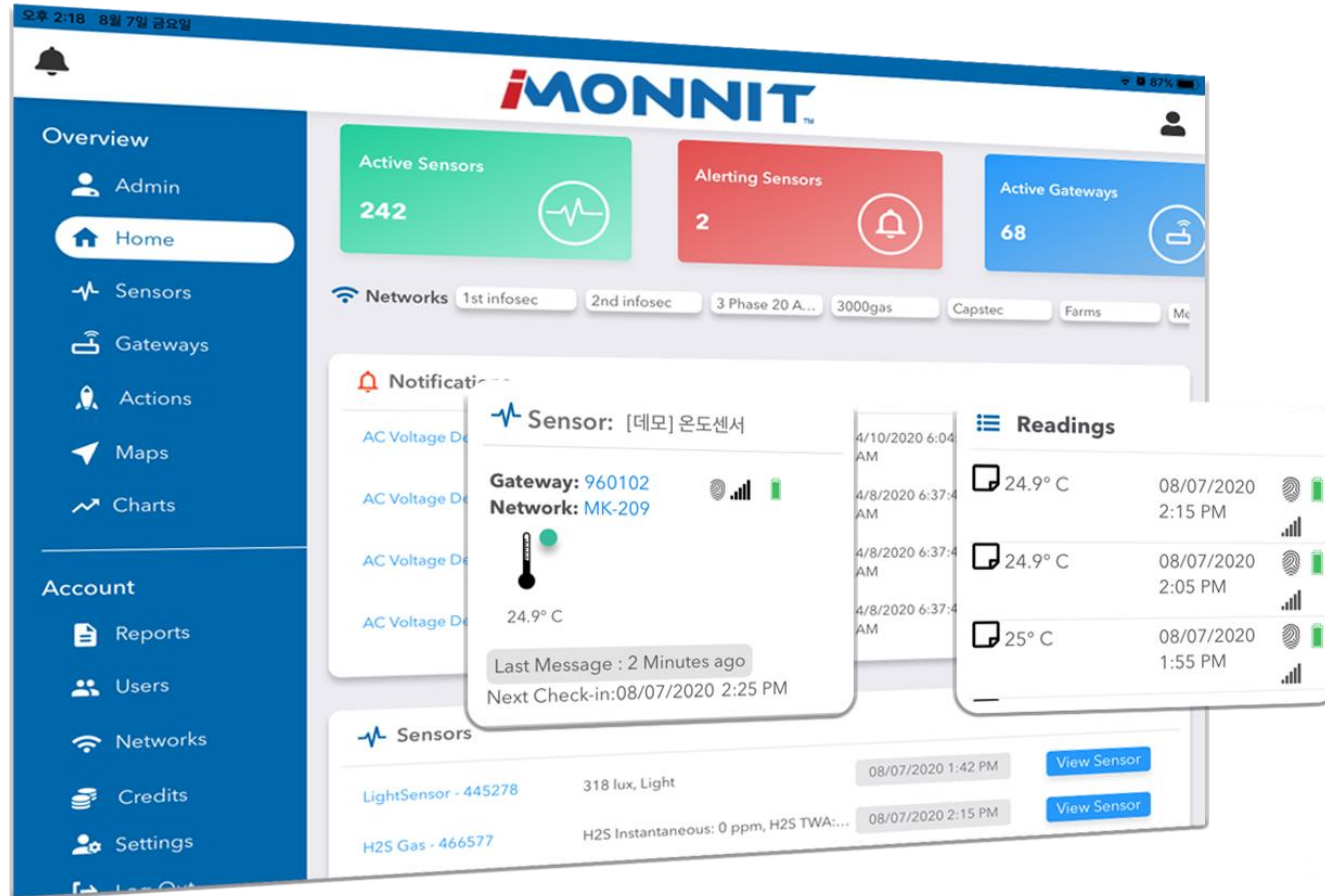 오후 2:18 8월 7일 금요일
87%
iMONNIT
TM
Overview
Admin
Home
Sensors
Gateways
Actions
Maps
Charts
Account
Reports
Users
Networks
Credits
Settings
Log Out
Active Sensors
242
Alerting Sensors
2
Active Gateways
68
Networks 1st infosec 2nd infosec 3 Phase 20 A... 3000gas Capstec Farms
Notifications
AC Voltage
4/10/2020 6:04
AM
AC Voltage
4/8/2020 6:37:4
AM
AC Voltage
4/8/2020 6:37:4
AM
AC Voltage
4/8/2020 6:37:4
AM
Sensor: [데모] 온도센서
Gateway: 960102
Network: MK-209
24.9° C
Last Message : 2 Minutes ago
Next Check-in:08/07/2020 2:25 PM
Readings
24.9° C 08/07/2020
2:15 PM
24.9° C 08/07/2020
2:05 PM
25° C 08/07/2020
1:55 PM
Sensors
LightSensor - 445278 318 lux, Light 08/07/2020 1:42 PM View Sensor
H2S Gas - 466577 H2S Instantaneous: 0 ppm, H2S TWA:... 08/07/2020 2:15 PM View Sensor